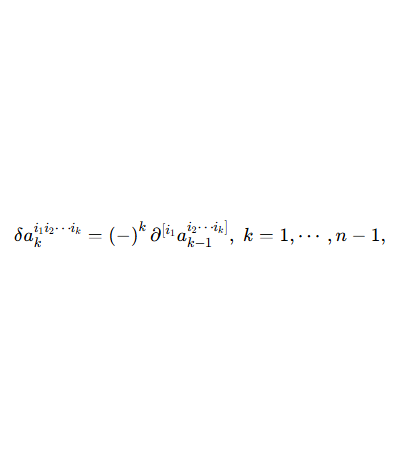 δa_k^{i_1 i_2 ⋯ i_k} = (−)^k ∂^{[i_1} a_{k−1}^{i_2 ⋯ i_k]}, k = 1, ⋯ , n − 1,